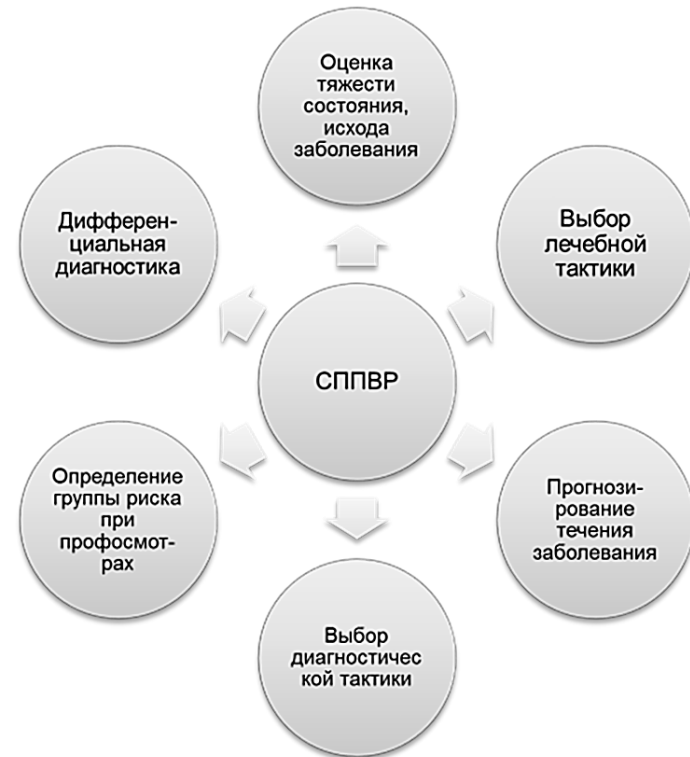 Оценка
тяжести
состояния,
исхода
заболевания
Дифферен-
циальная
диагностика
Выбор
лечебной
тактики
СППВР
Определение
группы риска
при
профосмот-
рах
Прогнози-
рование
течения
заболевания
Выбор
диагностичес
кой тактики